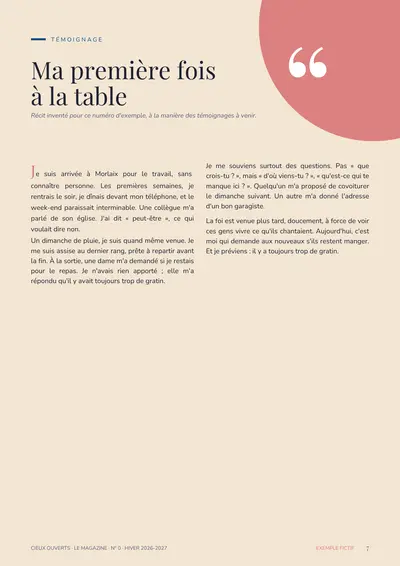 TÉMOIGNAGE
Ma première fois
à la table
Récit inventé pour ce numéro d'exemple, à la manière des témoignages à venir.
Je suis arrivée à Morlaix pour le travail, sans
connaître personne. Les premières semaines, je
rentrais le soir, je dînais devant mon téléphone, et le
week-end paraissait interminable. Une collègue m'a
parlé de son église. J'ai dit « peut-être », ce qui
voulait dire non.
Un dimanche de pluie, je suis quand même venue. Je
me suis assise au dernier rang, prête à repartir avant
la fin. À la sortie, une dame m'a demandé si je restais
pour le repas. Je n'avais rien apporté ; elle m'a
répondu qu'il y avait toujours trop de gratin.
Je me souviens surtout des questions. Pas « que
crois-tu ? », mais « d'où viens-tu ? », « qu'est-ce qui te
manque ici ? ». Quelqu'un m'a proposé de covoiturer
le dimanche suivant. Un autre m'a donné l'adresse
d'un bon garagiste.
La foi est venue plus tard, doucement, à force de voir
ces gens vivre ce qu'ils chantaient. Aujourd'hui, c'est
moi qui demande aux nouveaux s'ils restent manger.
Et je préviens : il y a toujours trop de gratin.
CIEUX OUVERTS · LE MAGAZINE · N° 0 · HIVER 2026-2027
EXEMPLE FICTIF
7